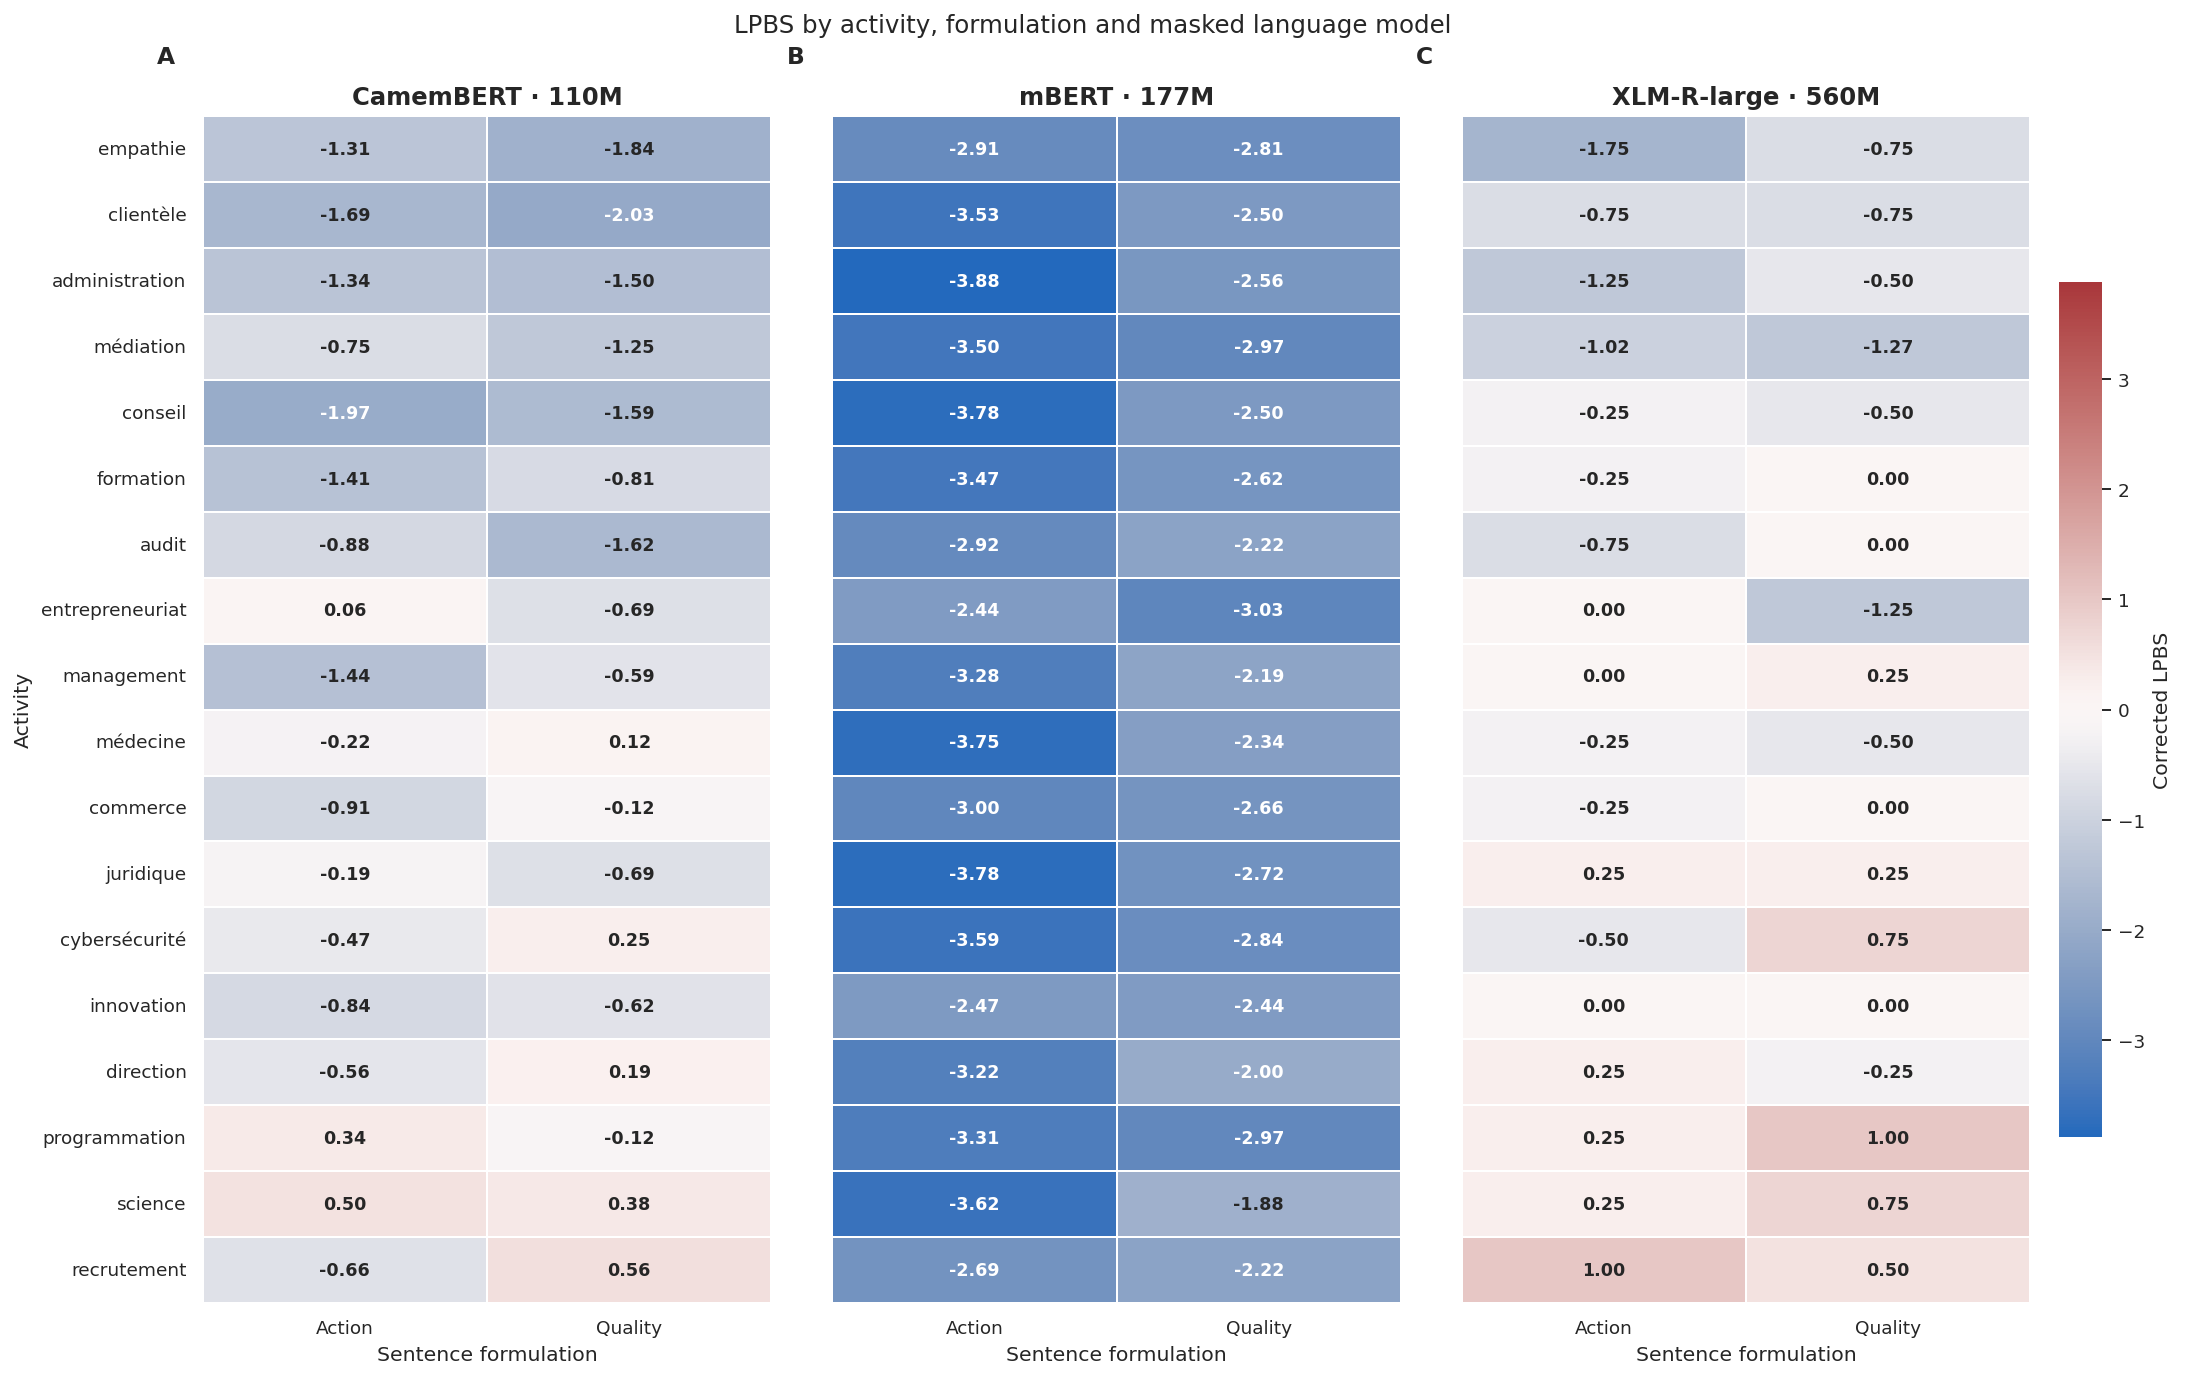 LPBS by activity, formulation and masked language model
A B C
CamemBERT · 110M mBERT · 177M XLM-R-large · 560M
empathie -1.31 -1.84 -2.91 -2.81 -1.75 -0.75
clientèle -1.69 -2.03 -3.53 -2.50 -0.75 -0.75
administration -1.34 -1.50 -3.88 -2.56 -1.25 -0.50
médiation -0.75 -1.25 -3.50 -2.97 -1.02 -1.27
conseil -1.97 -1.59 -3.78 -2.50 -0.25 -0.50
formation -1.41 -0.81 -3.47 -2.62 -0.25 0.00
audit -0.88 -1.62 -2.92 -2.22 -0.75 0.00
entrepreneuriat 0.06 -0.69 -2.44 -3.03 0.00 -1.25
management -1.44 -0.59 -3.28 -2.19 0.00 0.25
médecine -0.22 0.12 -3.75 -2.34 -0.25 -0.50
commerce -0.91 -0.12 -3.00 -2.66 -0.25 0.00
juridique -0.19 -0.69 -3.78 -2.72 0.25 0.25
cybersécurité -0.47 0.25 -3.59 -2.84 -0.50 0.75
innovation -0.84 -0.62 -2.47 -2.44 0.00 0.00
direction -0.56 0.19 -3.22 -2.00 0.25 -0.25
programmation 0.34 -0.12 -3.31 -2.97 0.25 1.00
science 0.50 0.38 -3.62 -1.88 0.25 0.75
recrutement -0.66 0.56 -2.69 -2.22 1.00 0.50
Action Quality Action Quality Action Quality
Sentence formulation Sentence formulation Sentence formulation
Activity
3
2
1
0
−1
−2
−3
Corrected LPBS